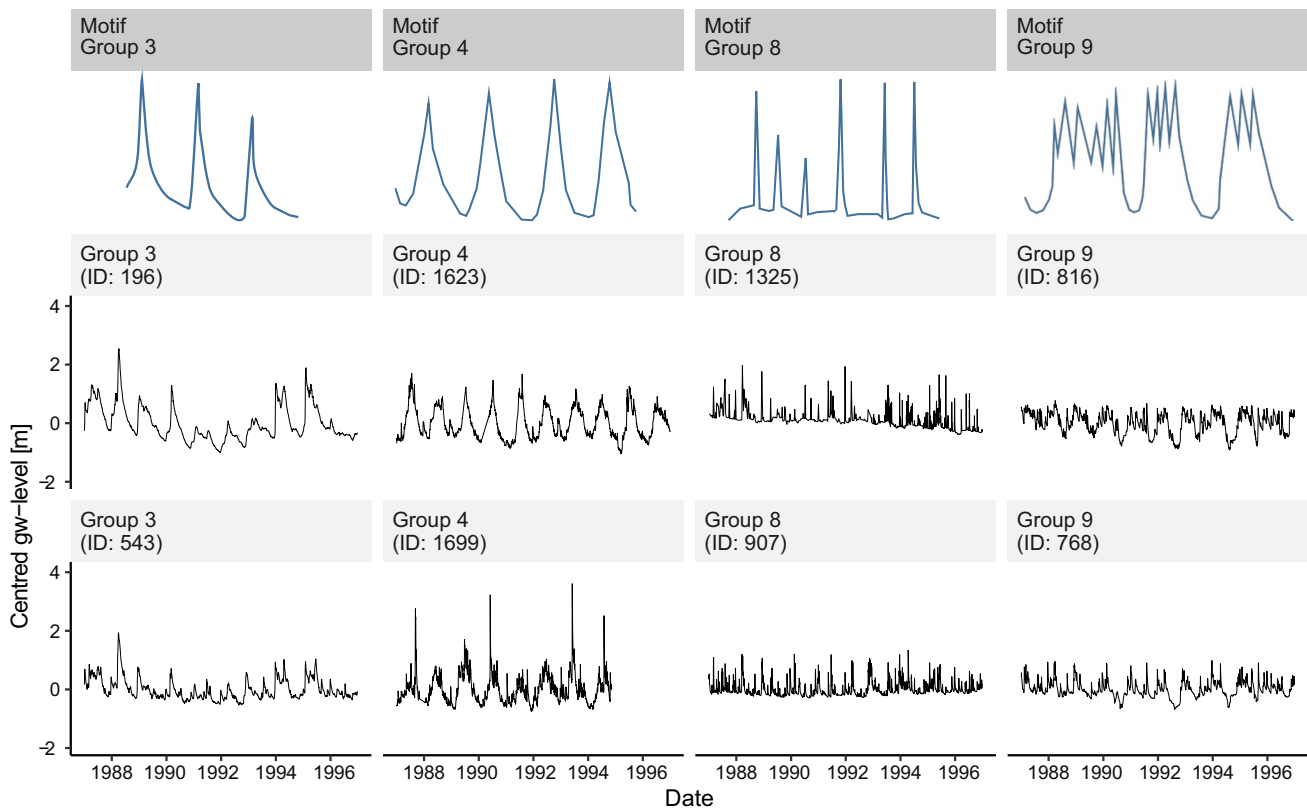 Motif
Group 3
Motif
Group 4
Motif
Group 8
Motif
Group 9
Group 3
(ID: 196)
Group 4
(ID: 1623)
Group 8
(ID: 1325)
Group 9
(ID: 816)
4
2
0
−2
Group 3
(ID: 543)
Group 4
(ID: 1699)
Group 8
(ID: 907)
Group 9
(ID: 768)
4
2
0
−2
Centred gw−level [m]
1988 1990 1992 1994 1996
1988 1990 1992 1994 1996
1988 1990 1992 1994 1996
1988 1990 1992 1994 1996
Date